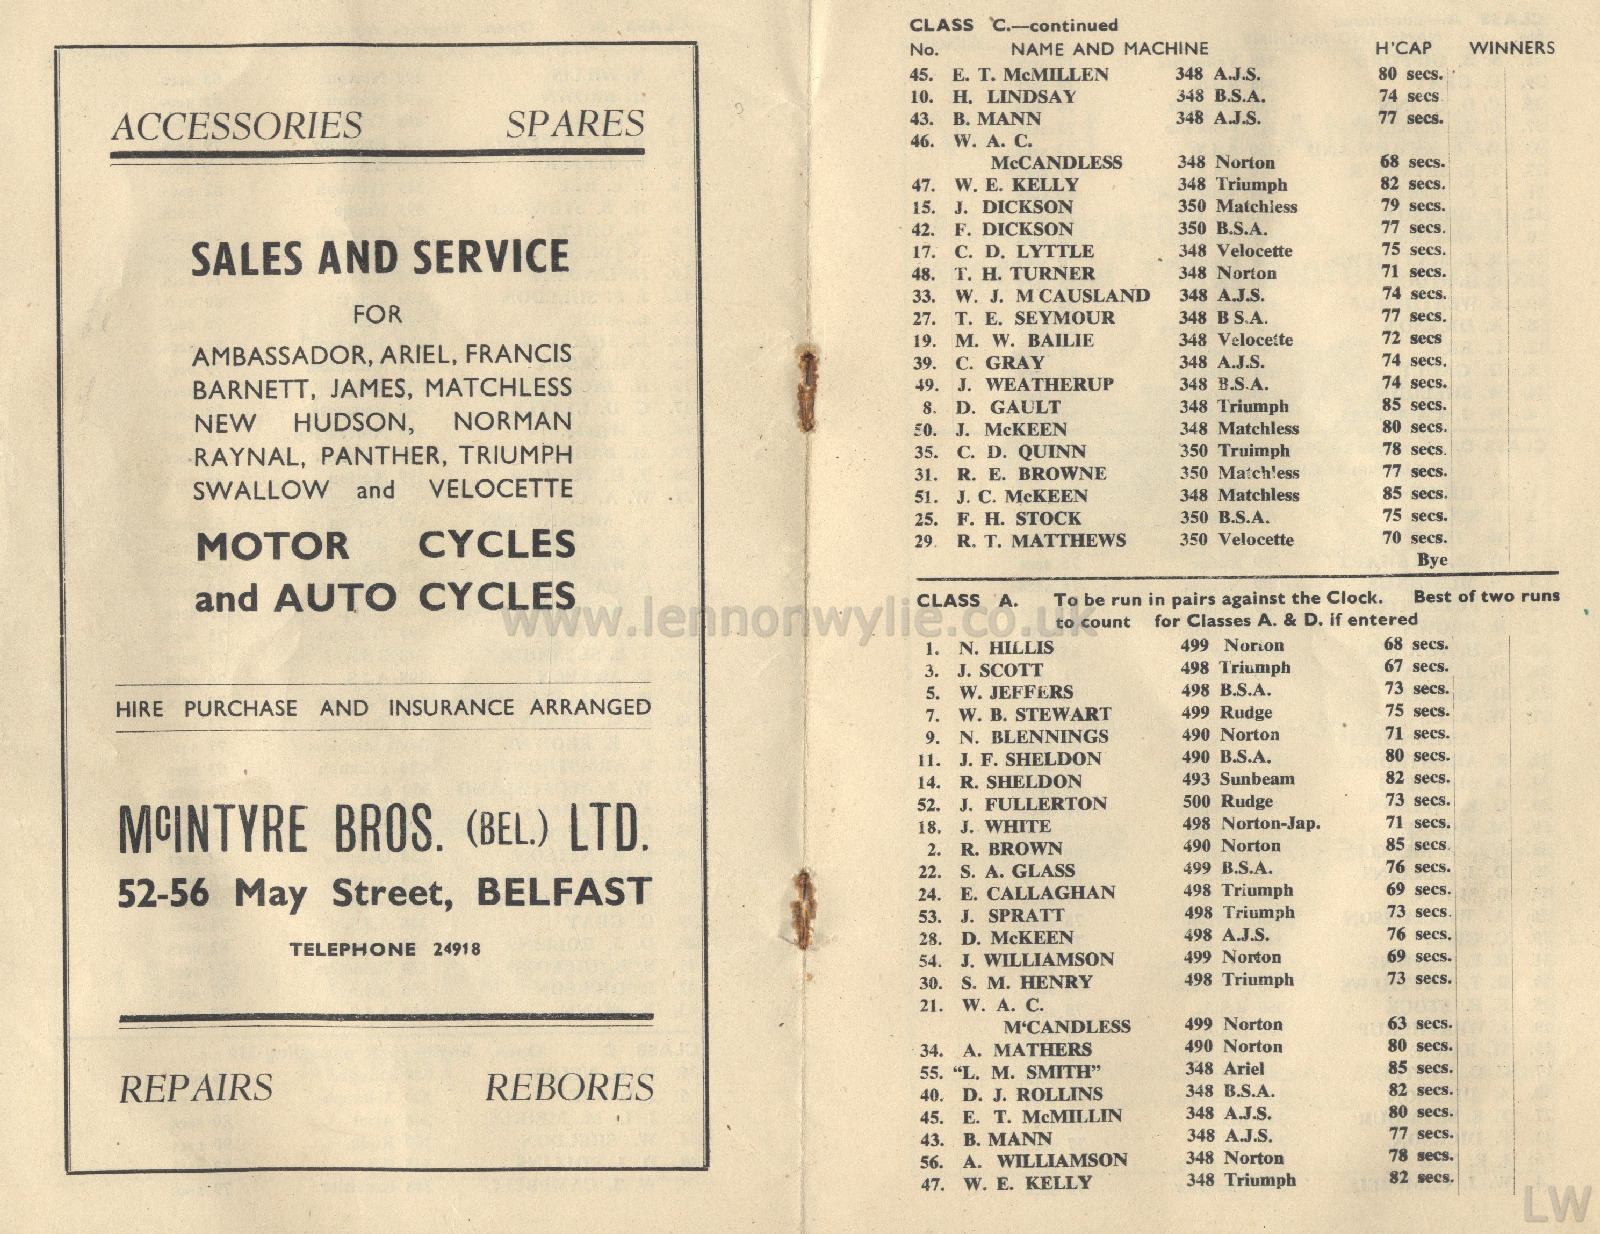 ACCESSORIES SPARES
SALES AND SERVICE
FOR
AMBASSADOR, ARIEL, FRANCIS
BARNETT, JAMES, MATCHLESS
NEW HUDSON, NORMAN
RAYNAL, PANTHER, TRIUMPH
SWALLOW and VELOCETTE
MOTOR CYCLES
and AUTO CYCLES
HIRE PURCHASE AND INSURANCE ARRANGED
McINTYRE BROS. (BEL.) LTD.
52-56 May Street, BELFAST
TELEPHONE 24918
REPAIRS REBORES
CLASS C.—continued
No. NAME AND MACHINE H'CAP WINNERS
45. E. T. McMILLEN 348 A.J.S. 80 secs.
10. H. LINDSAY 348 B.S.A. 74 secs
43. B. MANN 348 A.J.S. 77 secs.
46. W. A. C.
McCANDLESS 348 Norton 68 secs.
47. W. E. KELLY 348 Triumph 82 secs.
15. J. DICKSON 350 Matchless 79 secs.
42. F. DICKSON 350 B.S.A. 77 secs.
17. C. D. LYTTLE 348 Velocette 75 secs.
48. T. H. TURNER 348 Norton 71 secs.
33. W. J. M CAUSLAND 348 A.J.S. 74 secs.
27. T. E. SEYMOUR 348 B S.A. 77 secs.
19. M. W. BAILIE 348 Velocette 72 secs
39. C. GRAY 348 A.J.S. 74 secs.
49. J. WEATHERUP 348 B.S.A. 74 secs.
8. D. GAULT 348 Triumph 85 secs.
50. J. McKEEN 348 Matchless 80 secs.
35. C. D. QUINN 350 Truimph 78 secs.
31. R. E. BROWNE 350 Matchless 77 secs.
51. J. C. McKEEN 348 Matchless 85 secs.
25. F. H. STOCK 350 B.S.A. 75 secs.
29. R. T. MATTHEWS 350 Velocette 70 secs.
Bye
CLASS A. To be run in pairs against the Clock. Best of two runs
to count for Classes A. & D. if entered
1. N. HILLIS 499 Norton 68 secs.
3. J. SCOTT 498 Triumph 67 secs.
5. W. JEFFERS 498 B.S.A. 73 secs.
7. W. B. STEWART 499 Rudge 75 secs.
9. N. BLENNINGS 490 Norton 71 secs.
11. J. F. SHELDON 490 B.S.A. 80 secs.
14. R. SHELDON 493 Sunbeam 82 secs.
52. J. FULLERTON 500 Rudge 73 secs.
18. J. WHITE 498 Norton-Jap. 71 secs.
2. R. BROWN 490 Norton 85 secs.
22. S. A. GLASS 499 B.S.A. 76 secs.
24. E. CALLAGHAN 498 Triumph 69 secs.
53. J. SPRATT 498 Triumph 73 secs.
28. D. McKEEN 498 A.J.S. 76 secs.
54. J. WILLIAMSON 499 Norton 69 secs.
30. S. M. HENRY 498 Triumph 73 secs.
21. W. A. C.
M'CANDLESS 499 Norton 63 secs.
34. A. MATHERS 490 Norton 80 secs.
55. "L. M. SMITH" 348 Ariel 85 secs.
40. D. J. ROLLINS 348 B.S.A. 82 secs.
45. E. T. McMILLIN 348 A.J.S. 80 secs.
43. B. MANN 348 A.J.S. 77 secs.
56. A. WILLIAMSON 348 Norton 78 secs.
47. W. E. KELLY 348 Triumph 82 secs.
www.lennonwylie.co.uk
LW